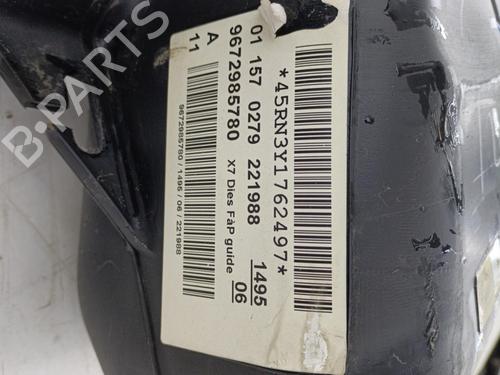 *45RN3Y1762497*
01 157 0279 221988 1495
06
9672985780 X7 Dies FàP guide
A
11
9672985780 / 1495 / 06 / 221988
B-PARTS